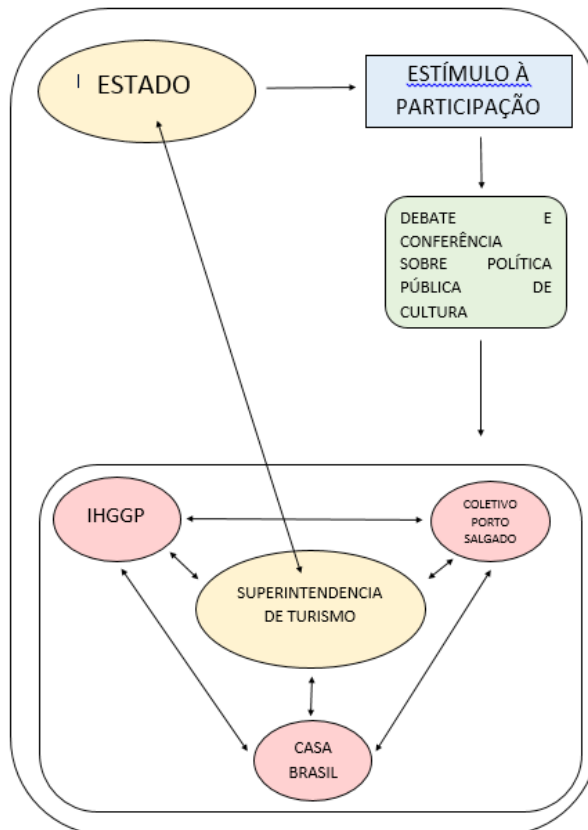 ESTADO
ESTÍMULO À
PARTICIPAÇÃO
DEBATE E
CONFERÊNCIA
SOBRE POLÍTICA
PÚBLICA DE
CULTURA
IHGGP
COLETIVO
PORTO
SALGADO
SUPERINTENDENCIA
DE TURISMO
CASA
BRASIL